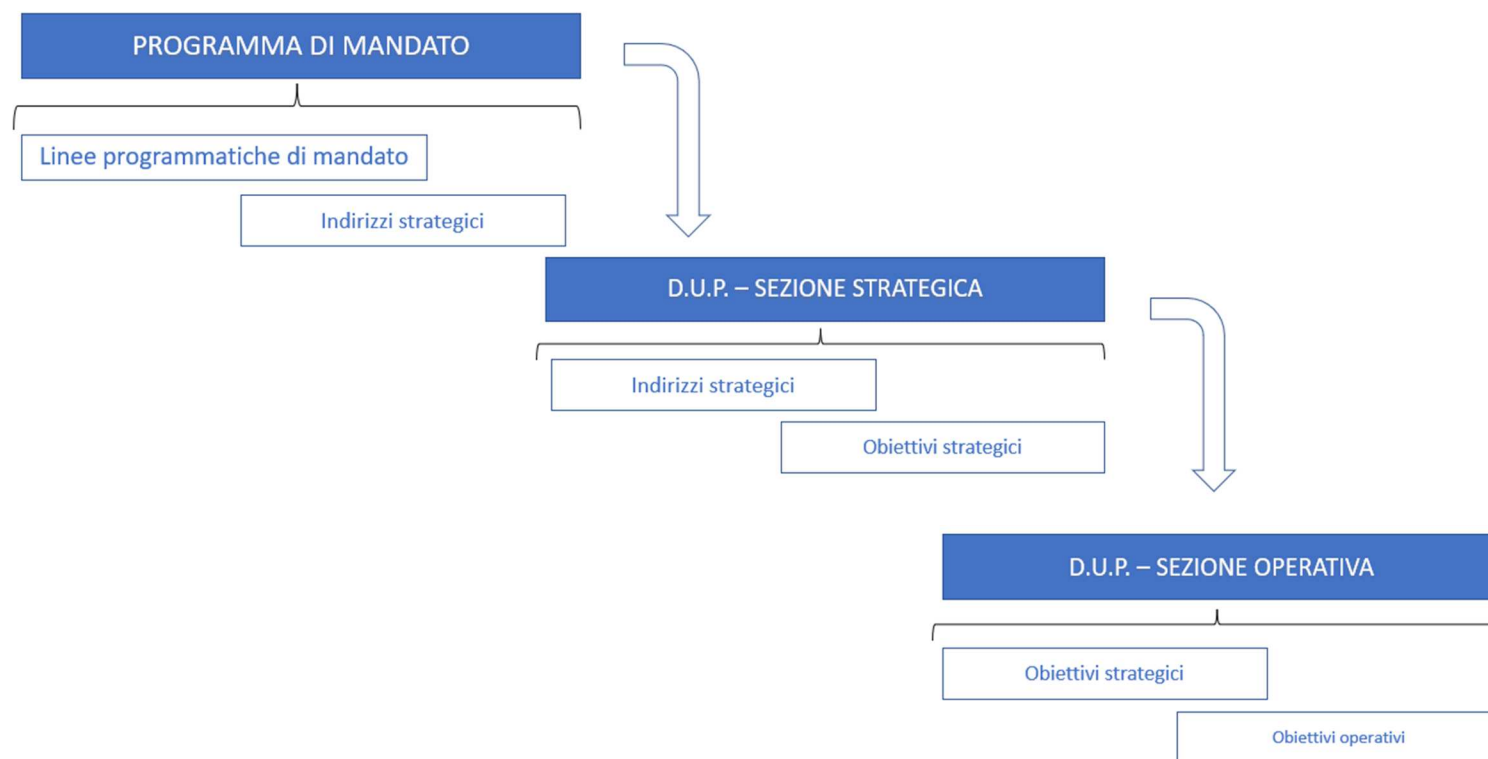 PROGRAMMA DI MANDATO
Linee programmatiche di mandato
Indirizzi strategici
D.U.P. – SEZIONE STRATEGICA
Indirizzi strategici
Obiettivi strategici
D.U.P. – SEZIONE OPERATIVA
Obiettivi strategici
Obiettivi operativi